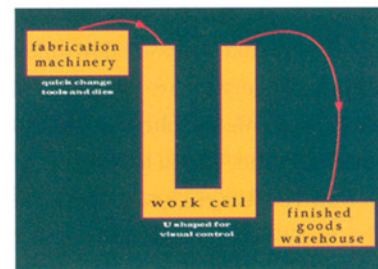 fabrication
machinery
quick change
tools and dies
work cell
U shaped for
visual control
finished
goods
warehouse